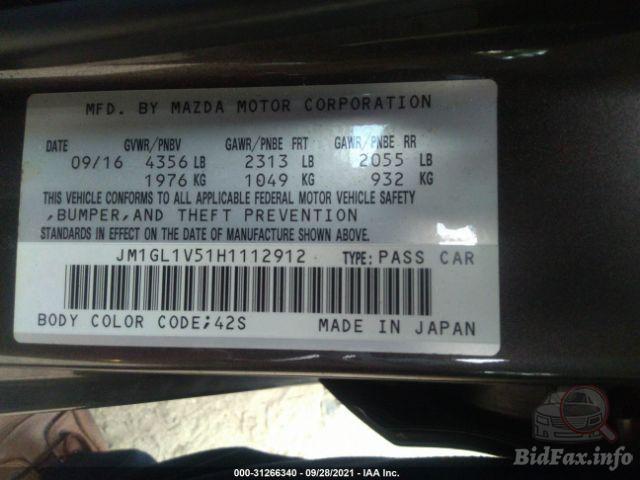 MFD. BY MAZDA MOTOR CORPORATION
DATE GVWR/PNBV GAWR/PNBE FRT GAWR/PNBE RR
09/16 4356 LB 2313 LB 2055 LB
1976 KG 1049 KG 932 KG
THIS VEHICLE CONFORMS TO ALL APPLICABLE FEDERAL MOTOR VEHICLE SAFETY
,BUMPER,AND THEFT PREVENTION
STANDARDS IN EFFECT ON THE DATE OF MANUFACTURE SHOWN ABOVE.
JM1GL1V51H1112912 TYPE: PASS CAR
BODY COLOR CODE;42S MADE IN JAPAN
BidFax.info
000-31266340 - 09/28/2021 - IAA Inc.